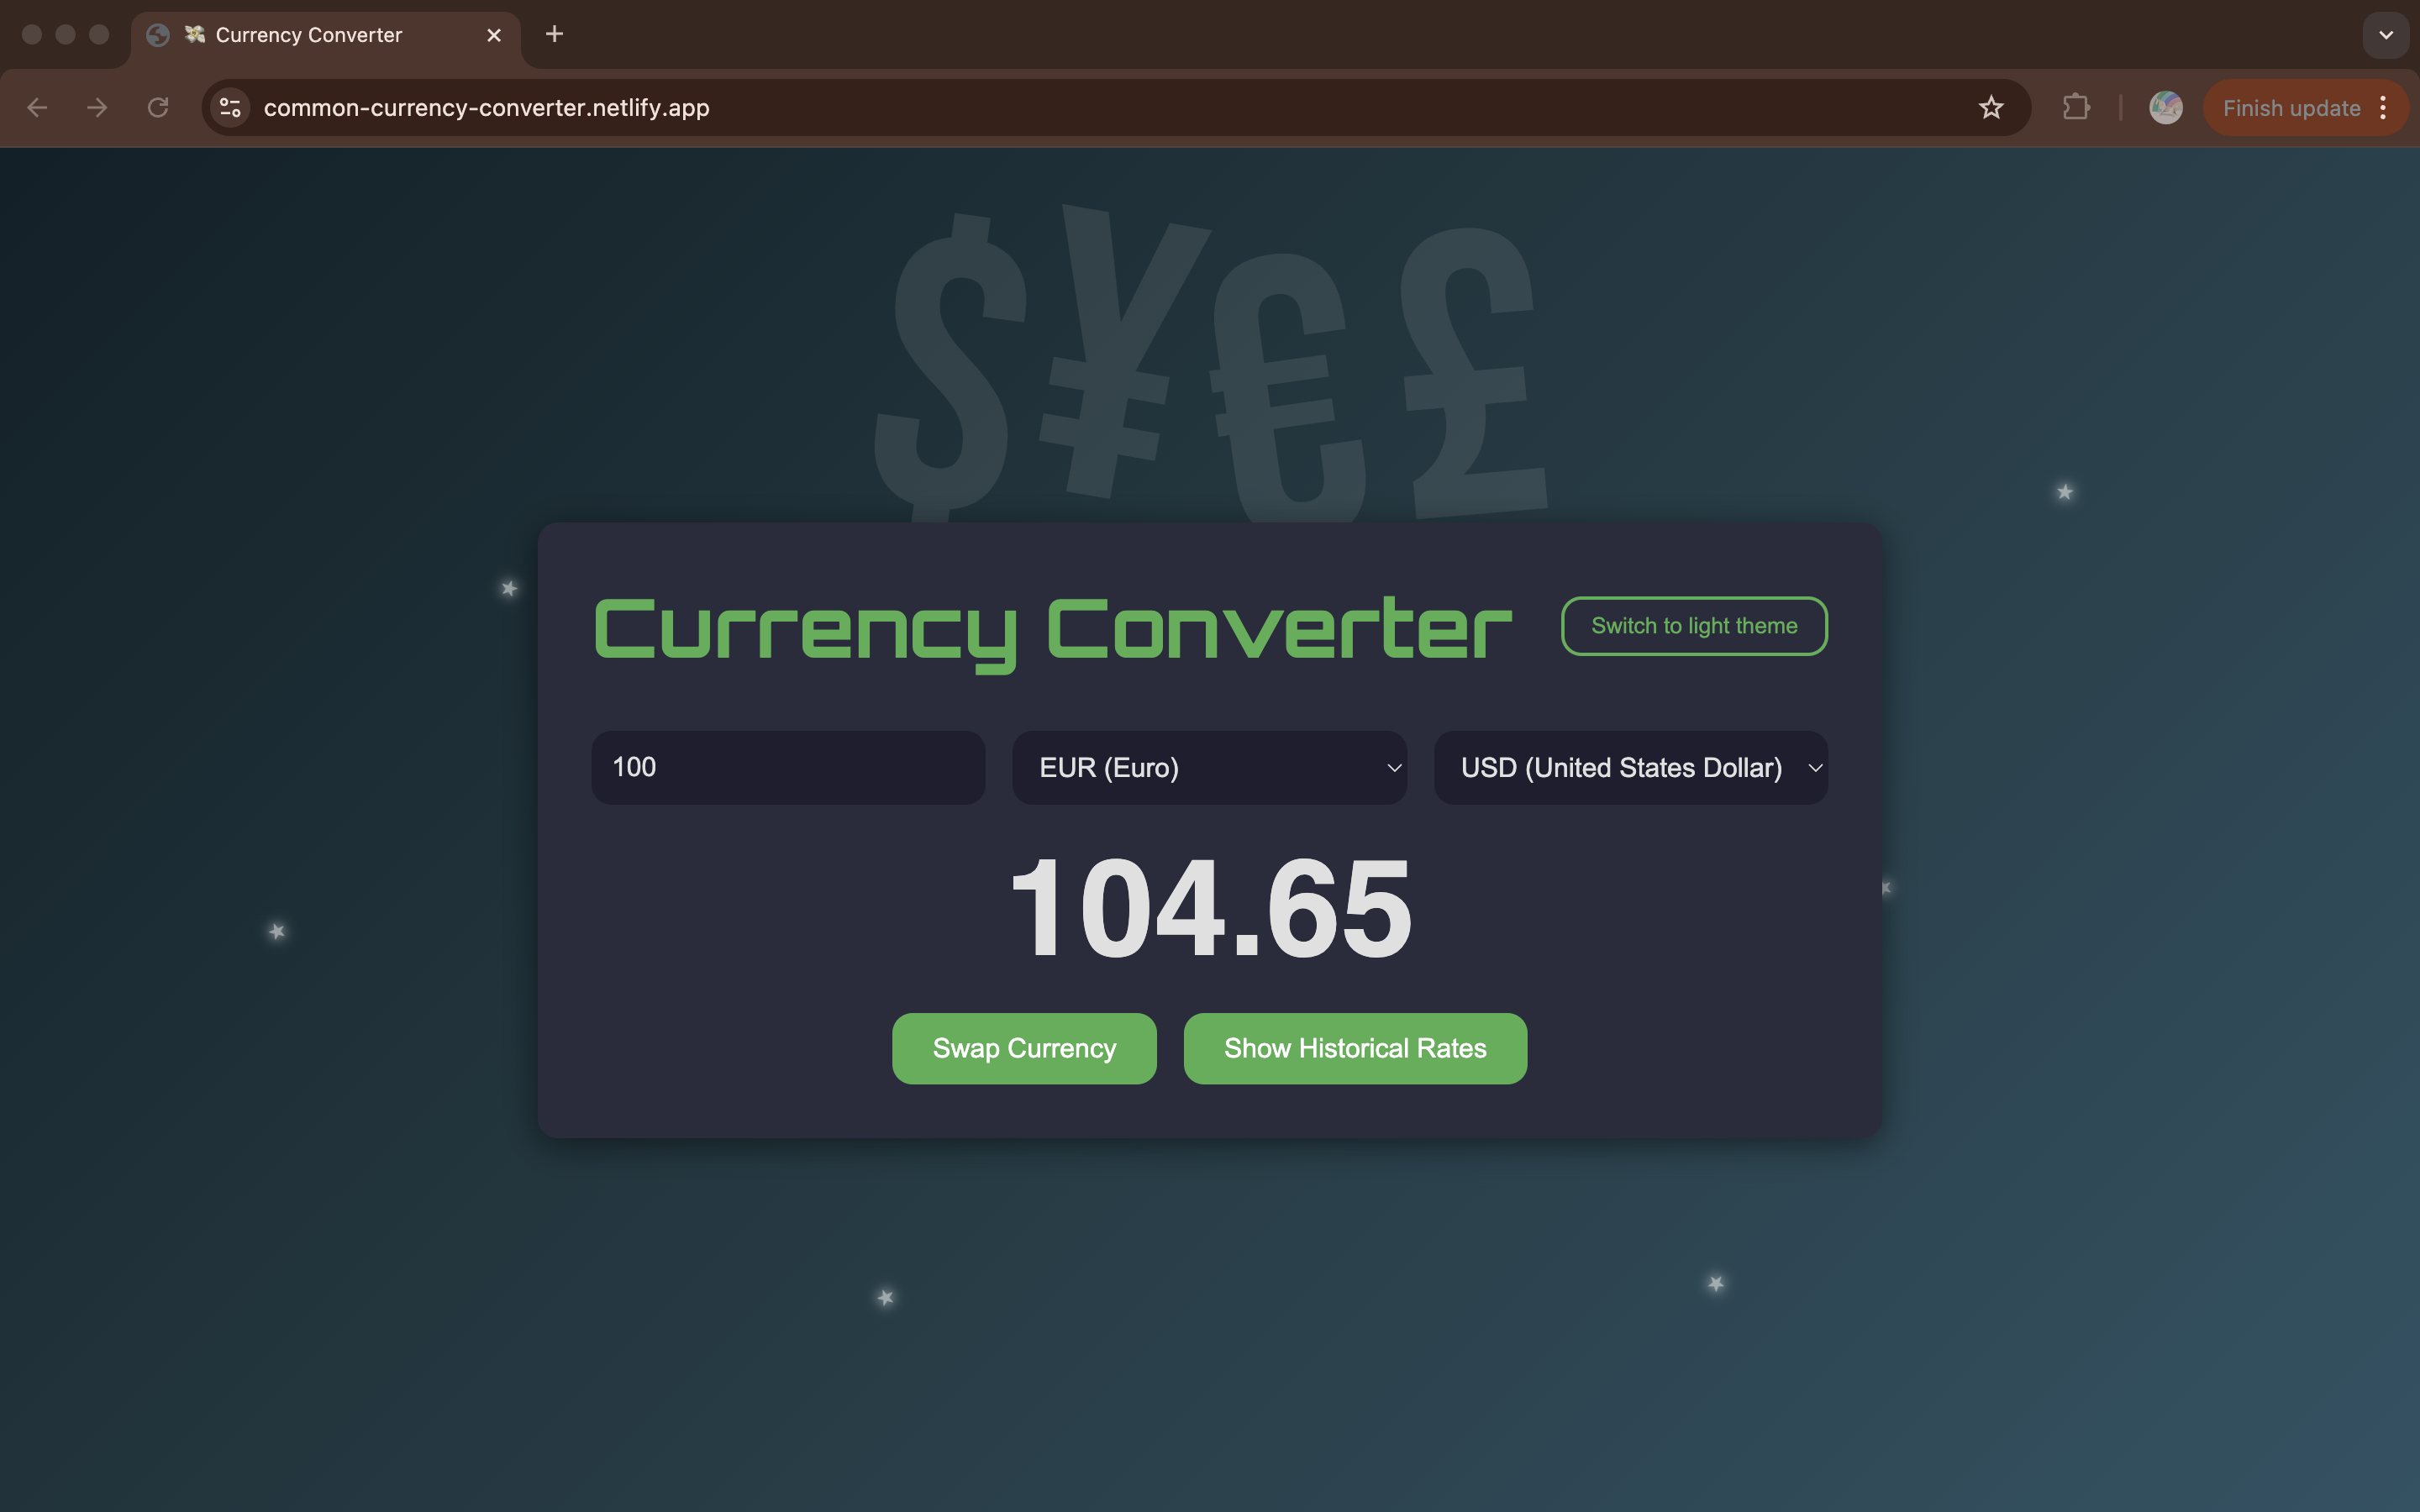 💸 Currency Converter
common-currency-converter.netlify.app
Finish update
$¥€£
Currency Converter
Switch to light theme
100
EUR (Euro)
USD (United States Dollar)
104.65
Swap Currency
Show Historical Rates